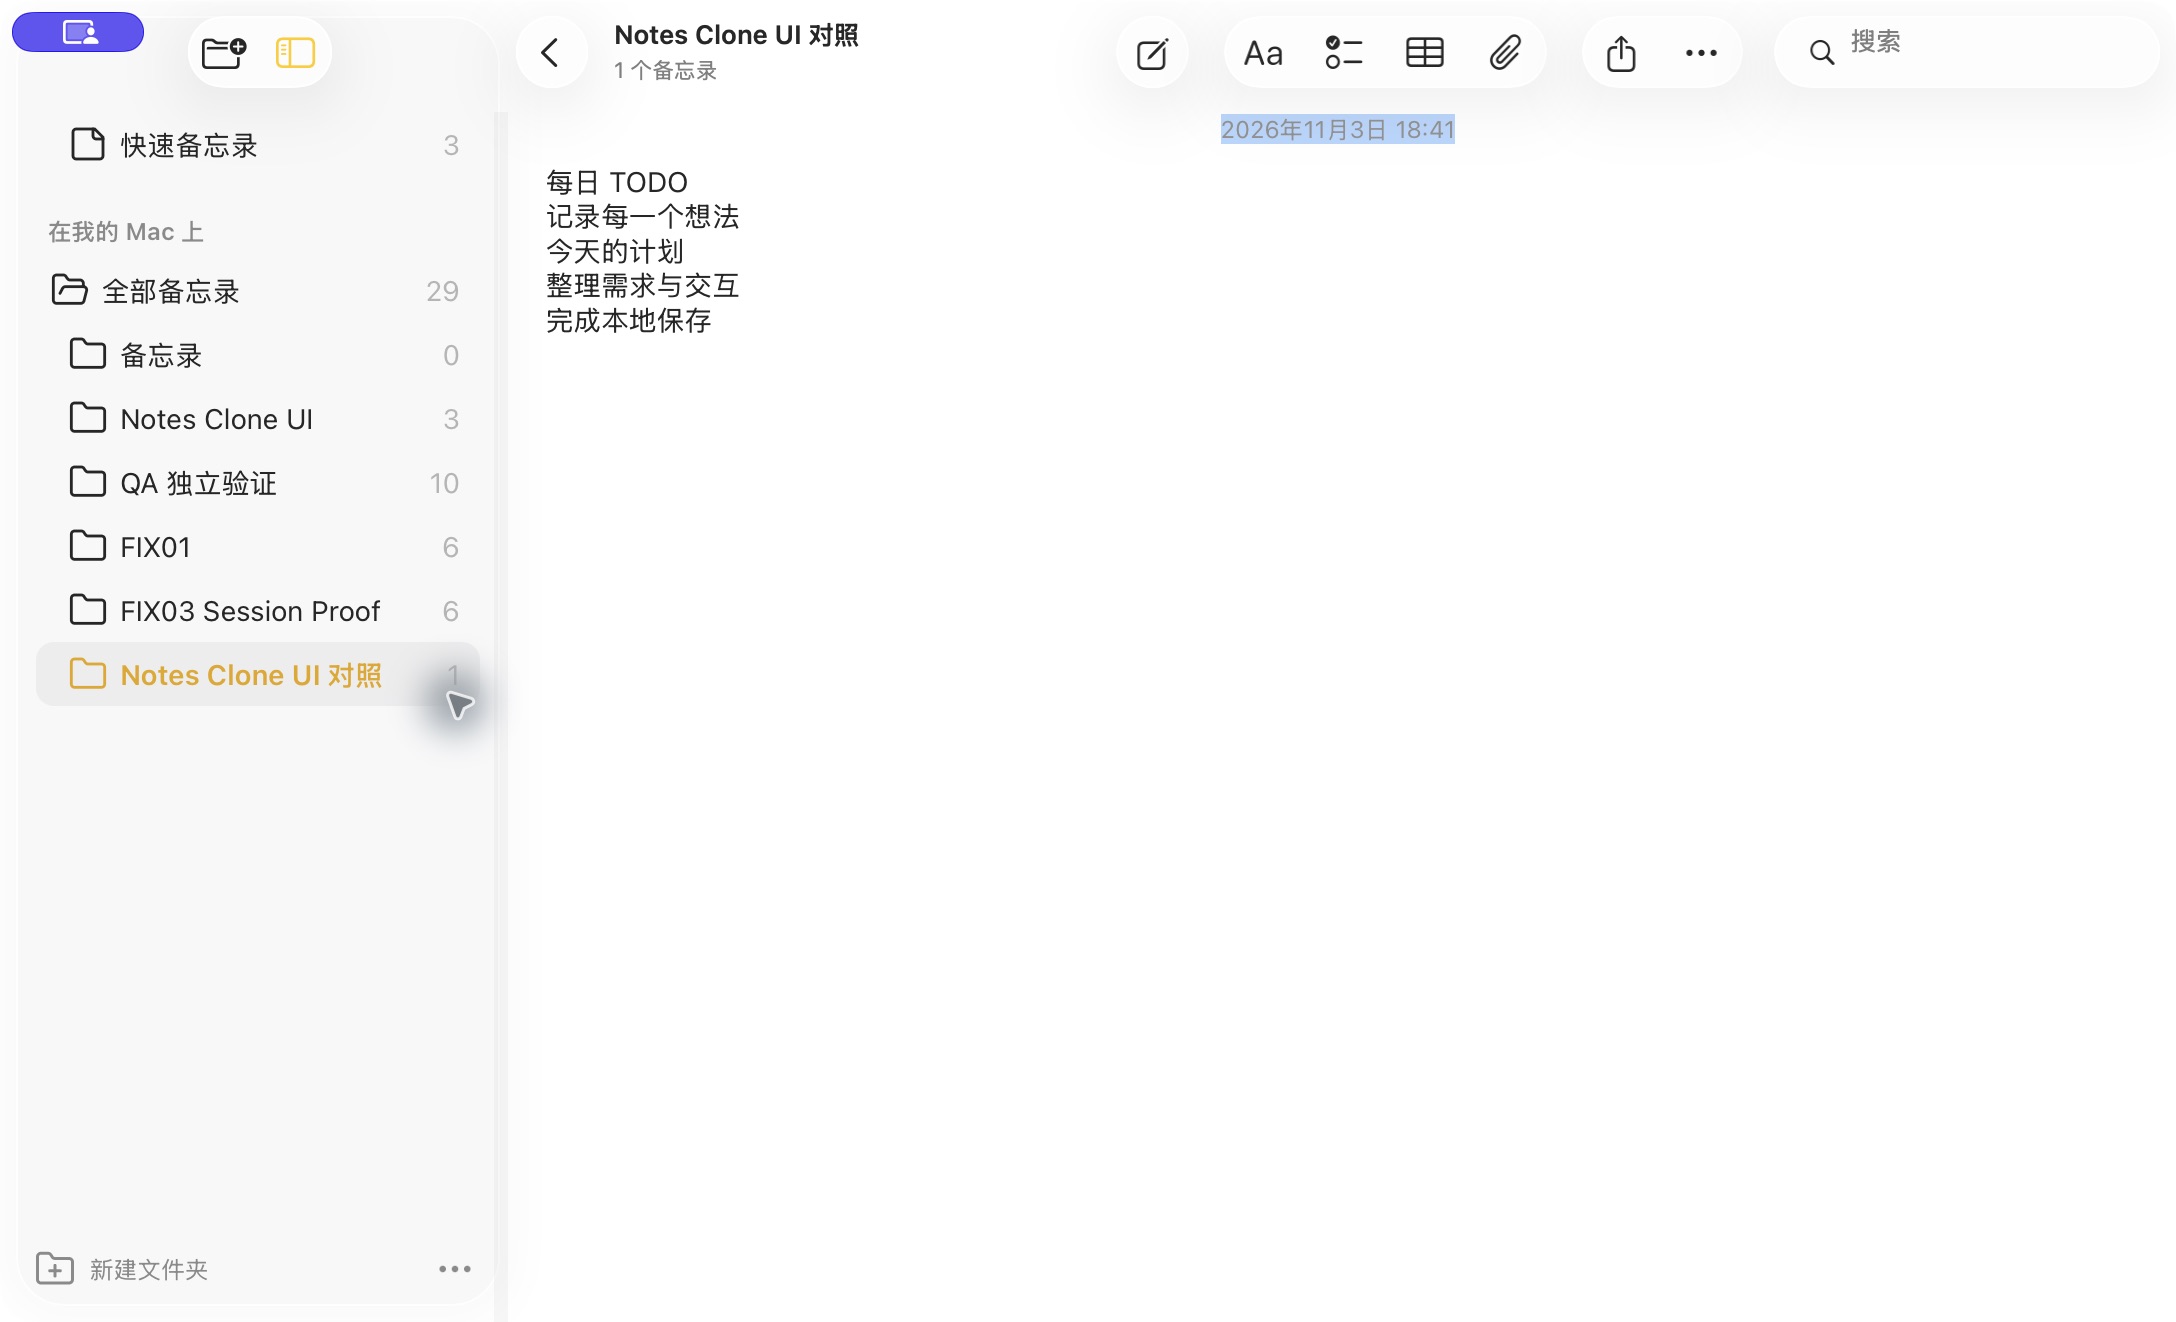 Notes Clone UI 对照
1 个备忘录
Aa
搜索
快速备忘录 3
在我的 Mac 上
全部备忘录 29
备忘录 0
Notes Clone UI 3
QA 独立验证 10
FIX01 6
FIX03 Session Proof 6
Notes Clone UI 对照 1
新建文件夹
2026年11月3日 18:41
每日 TODO
记录每一个想法
今天的计划
整理需求与交互
完成本地保存